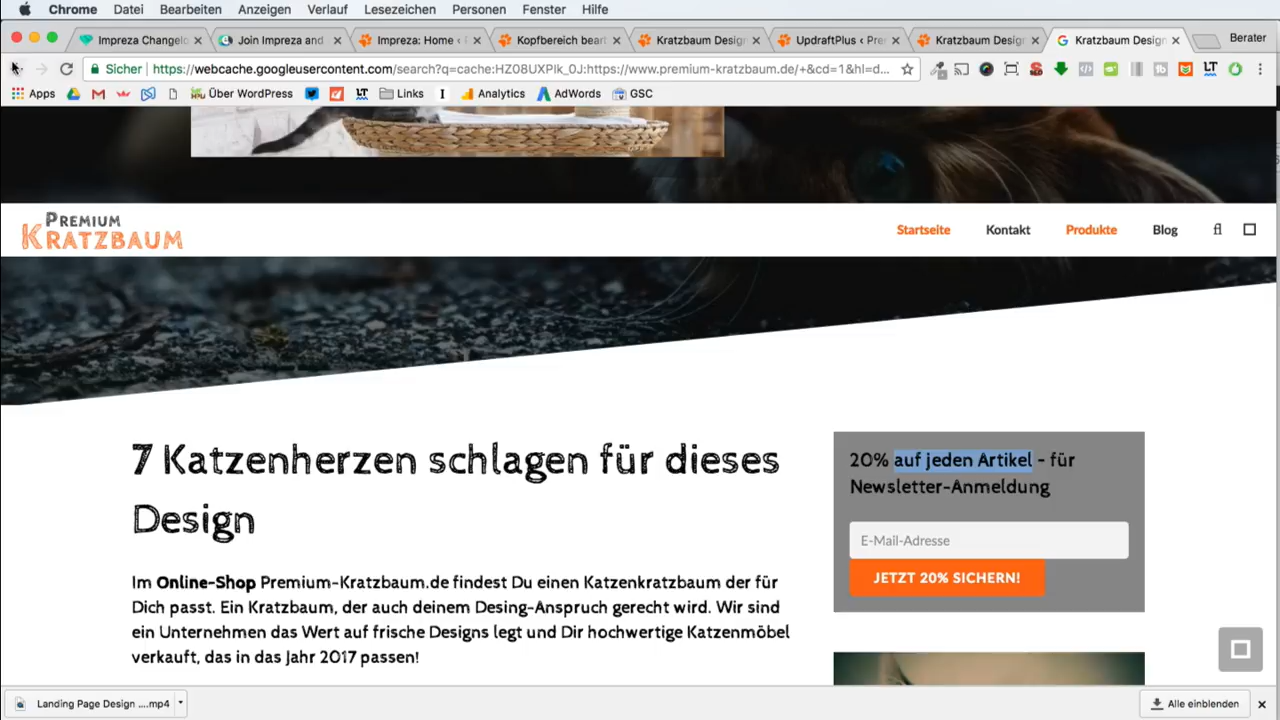 Chrome Datei Bearbeiten Anzeigen Verlauf Lesezeichen Personen Fenster Hilfe
Impreza Changelo Join Impreza and Impreza: Home ‹ Kopfbereich bearb Kratzbaum Design UpdraftPlus ‹ Pre Kratzbaum Design Kratzbaum Design Berater
Sicher https://webcache.googleusercontent.com/search?q=cache:HZ08UXPlk_0J:https://www.premium-kratzbaum.de/+&cd=1&hl=d...
Apps Über WordPress LT Links I Analytics AdWords GSC
PREMIUM
KRATZBAUM
Startseite Kontakt Produkte Blog
7 Katzenherzen schlagen für dieses
Design
Im Online-Shop Premium-Kratzbaum.de findest Du einen Katzenkratzbaum der für
Dich passt. Ein Kratzbaum, der auch deinem Desing-Anspruch gerecht wird. Wir sind
ein Unternehmen das Wert auf frische Designs legt und Dir hochwertige Katzenmöbel
verkauft, das in das Jahr 2017 passen!
20% auf jeden Artikel - für
Newsletter-Anmeldung
E-Mail-Adresse
JETZT 20% SICHERN!
Landing Page Design ....mp4 Alle einblenden